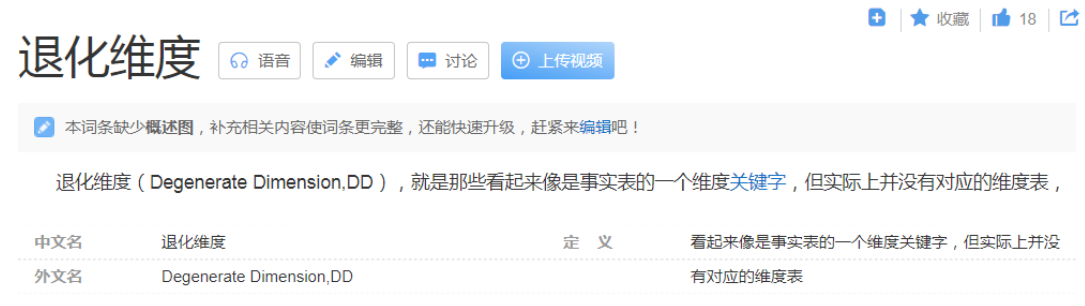 收藏 18
退化维度 语音 编辑 讨论 上传视频
本词条缺少概述图，补充相关内容使词条更完整，还能快速升级，赶紧来编辑吧！
退化维度（Degenerate Dimension,DD），就是那些看起来像是事实表的一个维度关键字，但实际上并没有对应的维度表，
中文名 退化维度 定 义 看起来像是事实表的一个维度关键字，但实际上并没
外文名 Degenerate Dimension,DD 有对应的维度表